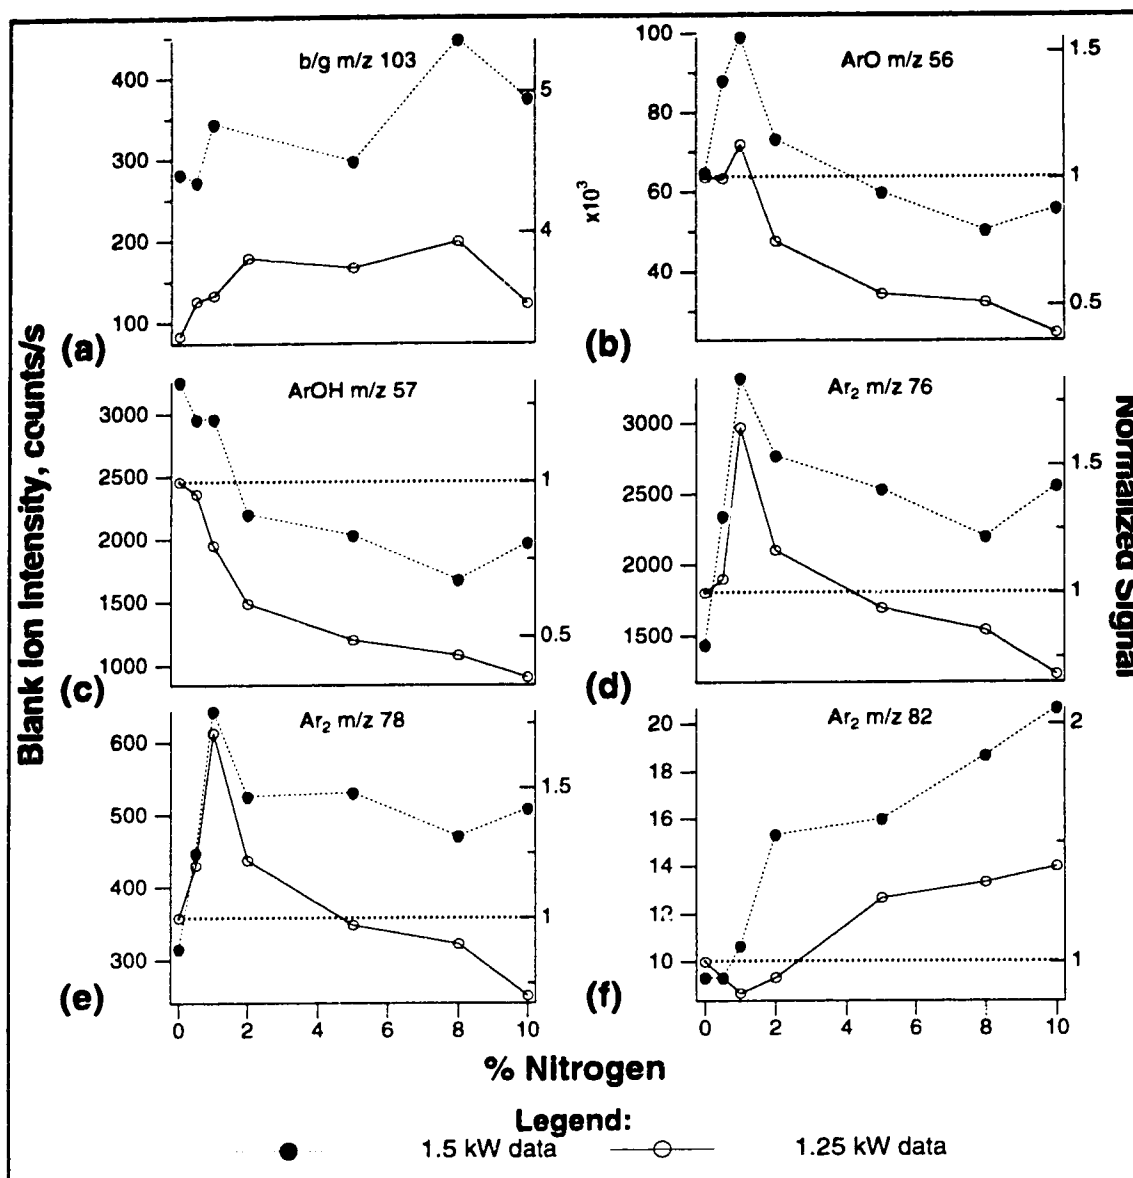 b/g m/z 103
400
300
200
100
5
4
(a)
ArO m/z 56
x10³
100
80
60
40
1.5
1
0.5
(b)
ArOH m/z 57
3000
2500
2000
1500
1000
1
0.5
(c)
Ar₂ m/z 76
3000
2500
2000
1500
1.5
1
(d)
Ar₂ m/z 78
600
500
400
300
1.5
1
(e)
0 2 4 6 8 10
Ar₂ m/z 82
20
18
16
14
12
10
2
1
(f)
0 2 4 6 8 10
Blank Ion Intensity, counts/s
Normalized Signal
% Nitrogen
Legend:
1.5 kW data 1.25 kW data